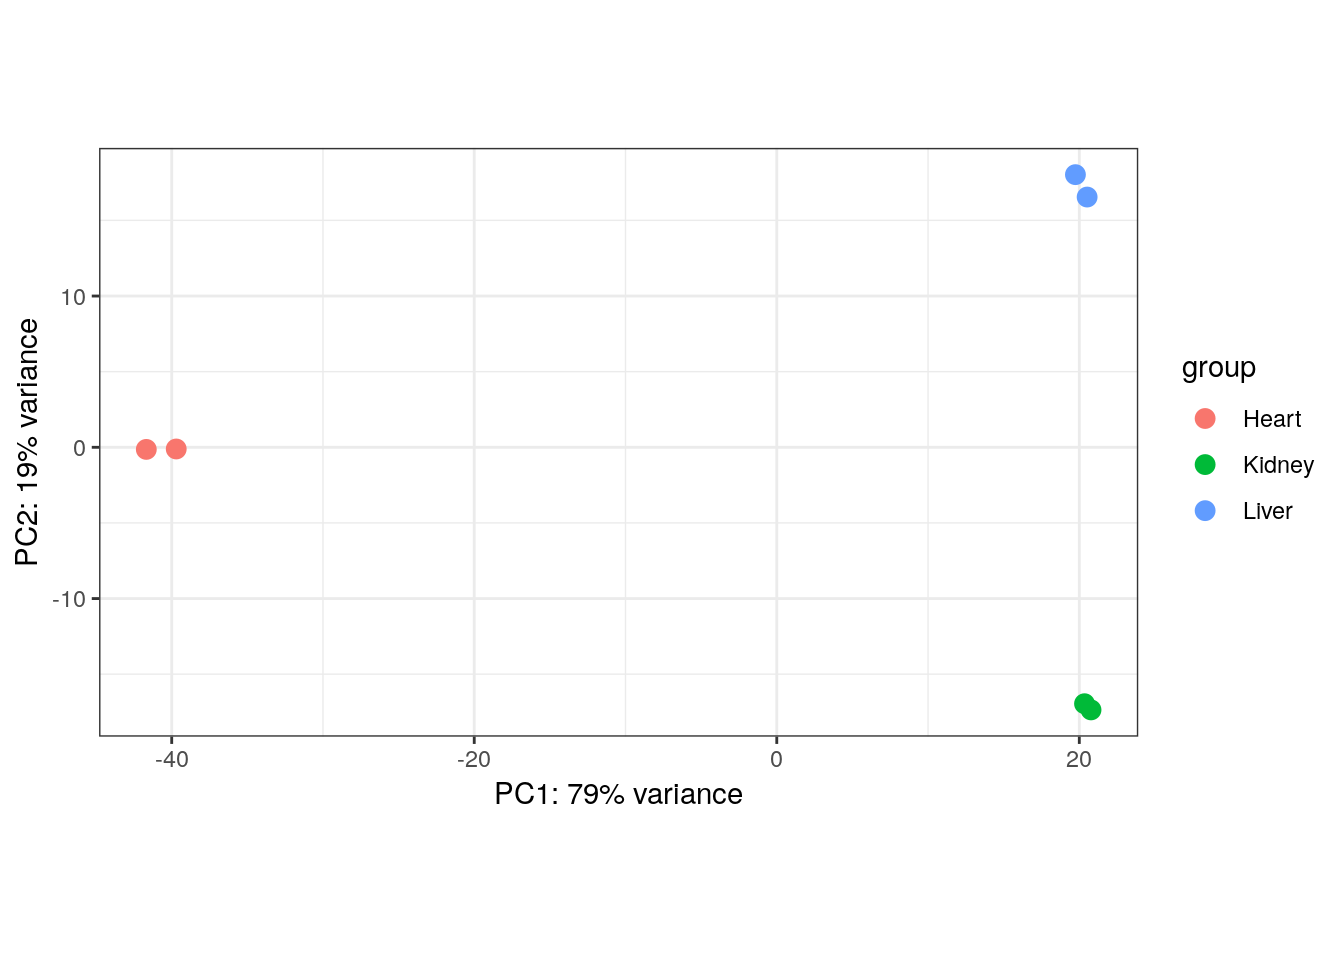 10
0
-10
PC2: 19% variance
-40
-20
0
20
PC1: 79% variance
group
Heart
Kidney
Liver